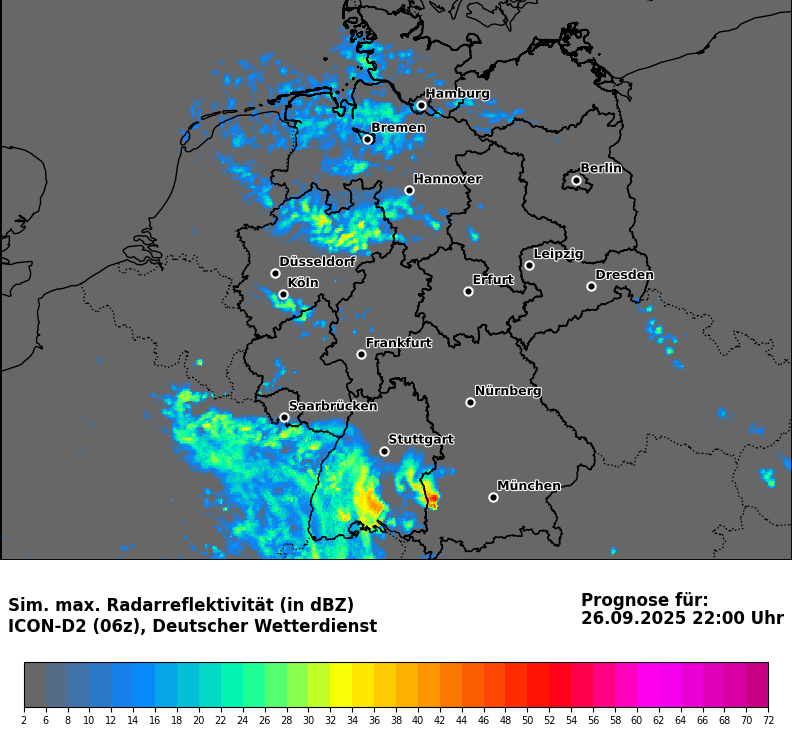 Hamburg
Bremen
Berlin
Hannover
Leipzig
Düsseldorf
Dresden
Köln
Erfurt
Frankfurt
Nürnberg
Saarbrücken
Stuttgart
München
Sim. max. Radarreflektivität (in dBZ)
ICON-D2 (06z), Deutscher Wetterdienst
Prognose für:
26.09.2025 22:00 Uhr
2 6 8 10 12 14 16 18 20 22 24 26 28 30 32 34 36 38 40 42 44 46 48 50 52 54 56 58 60 62 64 66 68 70 72